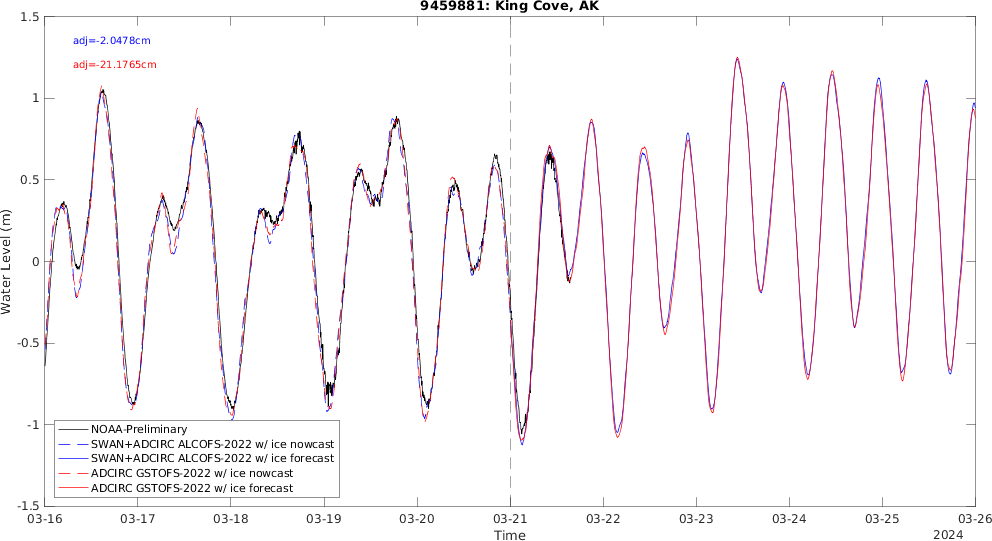 9459881: King Cove, AK
adj=-2.0478cm
adj=-21.1765cm
1.5
1
0.5
0
-0.5
-1
-1.5
Water Level (m)
NOAA-Preliminary
SWAN+ADCIRC ALCOFS-2022 w/ ice nowcast
SWAN+ADCIRC ALCOFS-2022 w/ ice forecast
ADCIRC GSTOFS-2022 w/ ice nowcast
ADCIRC GSTOFS-2022 w/ ice forecast
03-16 03-17 03-18 03-19 03-20 03-21 03-22 03-23 03-24 03-25 03-26
Time
2024